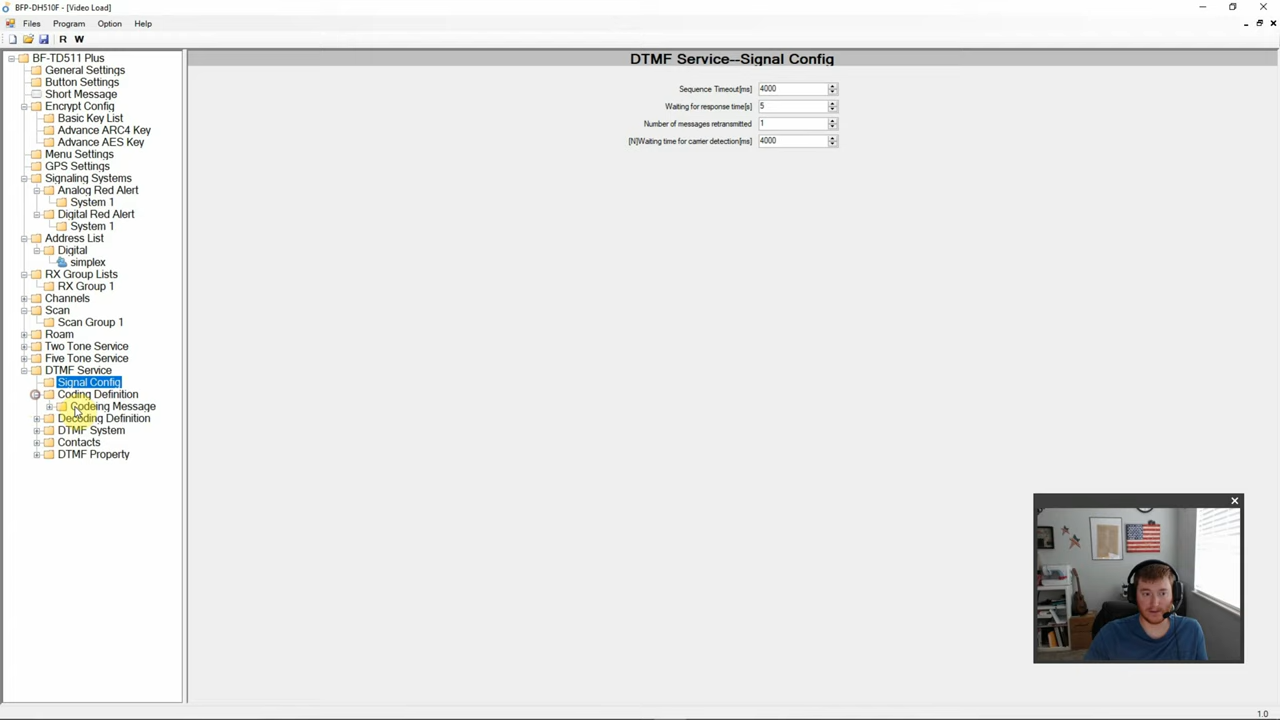 BFP-DH510F - [Video Load]
Files Program Option Help
R W
BF-TD511 Plus
General Settings
Button Settings
Short Message
Encrypt Config
Basic Key List
Advance ARC4 Key
Advance AES Key
Menu Settings
GPS Settings
Signaling Systems
Analog Red Alert
System 1
Digital Red Alert
System 1
Address List
Digital
simplex
RX Group Lists
RX Group 1
Channels
Scan
Scan Group 1
Roam
Two Tone Service
Five Tone Service
DTMF Service
Signal Config
Coding Definition
Codeing Message
Decoding Definition
DTMF System
Contacts
DTMF Property
DTMF Service--Signal Config
Sequence Timeout[ms] 4000
Waiting for response time[s] 5
Number of messages retransmitted 1
[N]Waiting time for carrier detection[ms] 4000
1.0